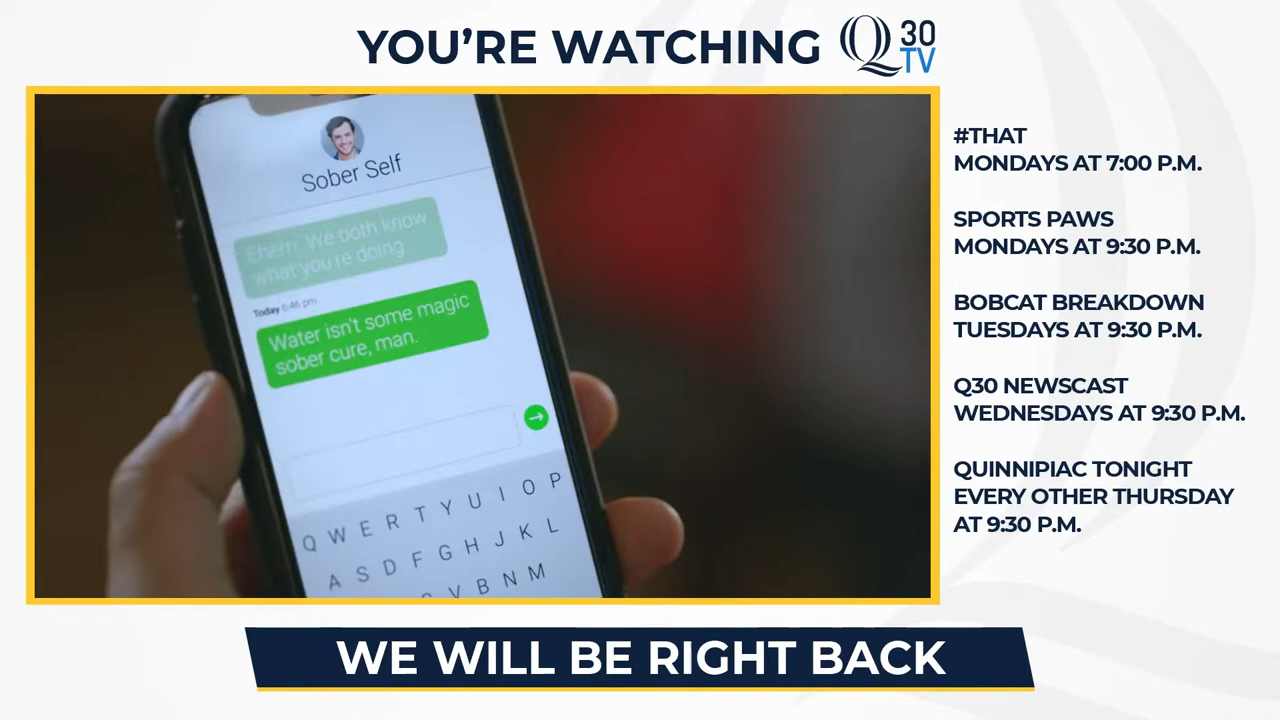 YOU'RE WATCHING Q 30 TV
Sober Self
Ehem. We both know
what you're doing
Today 6:46 pm
Water isn't some magic
sober cure, man.
Q W E R T Y U I O P
A S D F G H J K L
V B N M
#THAT
MONDAYS AT 7:00 P.M.
SPORTS PAWS
MONDAYS AT 9:30 P.M.
BOBCAT BREAKDOWN
TUESDAYS AT 9:30 P.M.
Q30 NEWSCAST
WEDNESDAYS AT 9:30 P.M.
QUINNIPIAC TONIGHT
EVERY OTHER THURSDAY
AT 9:30 P.M.
WE WILL BE RIGHT BACK